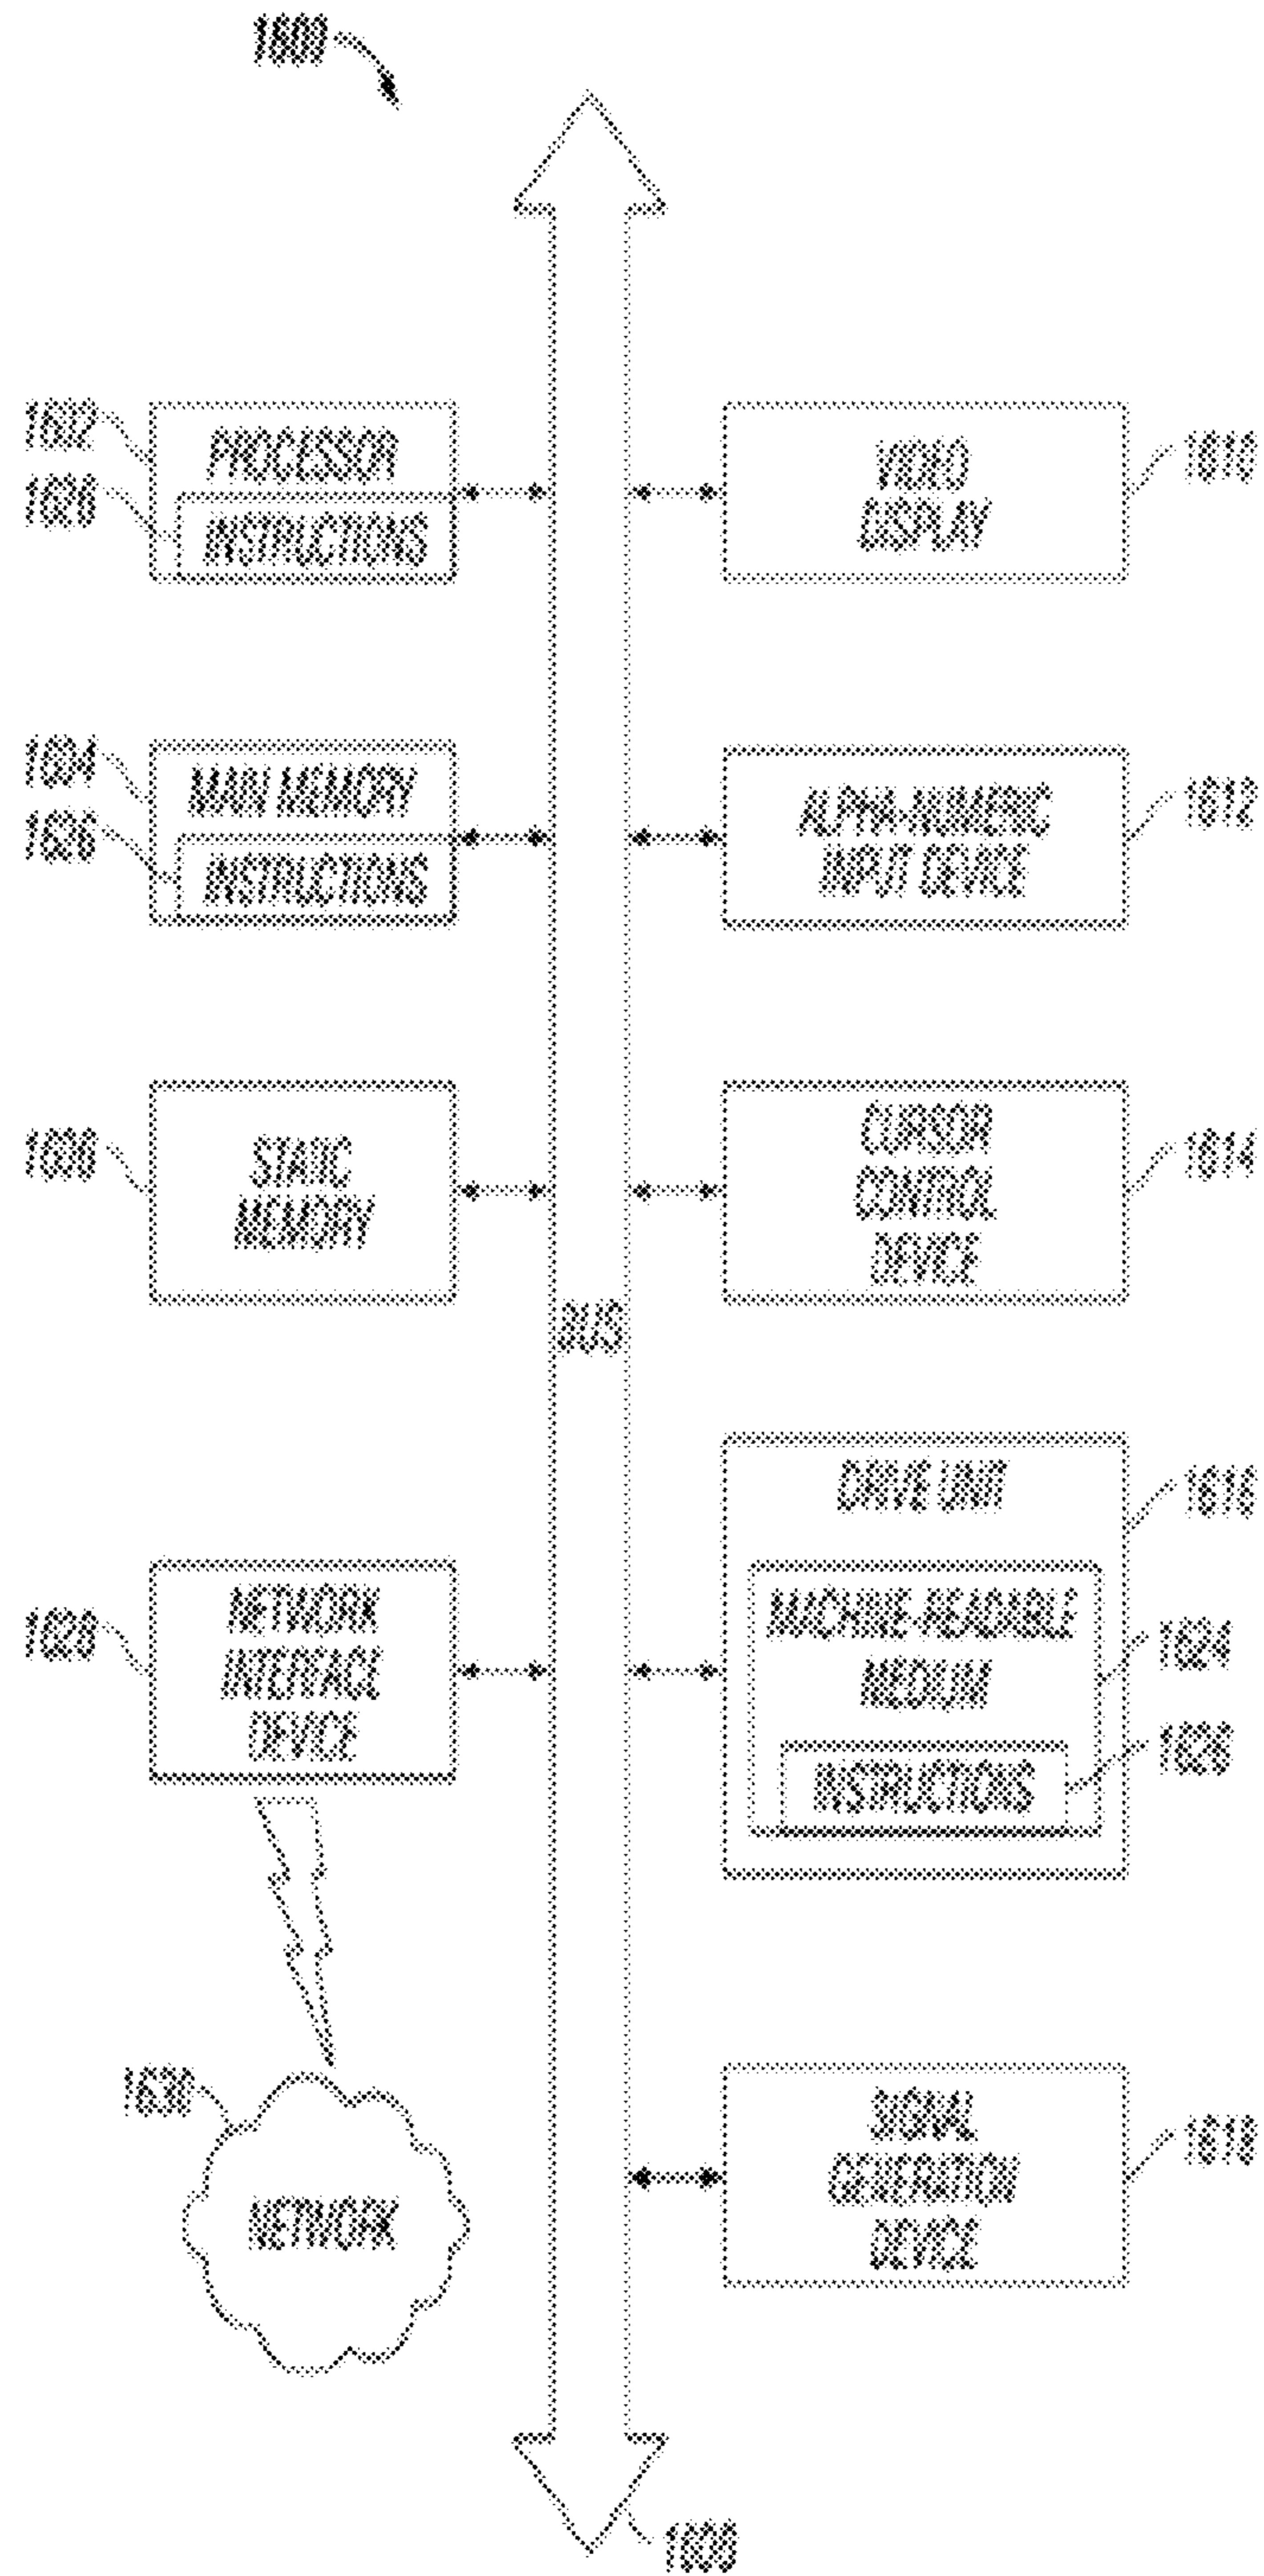 1600
1602
PROCESSOR
1626
INSTRUCTIONS
VIDEO
DISPLAY
1610
1604
MAIN MEMORY
1626
INSTRUCTIONS
ALPHA-NUMERIC
INPUT DEVICE
1612
1606
STATIC
MEMORY
CURSOR
CONTROL
DEVICE
1614
BUS
1620
NETWORK
INTERFACE
DEVICE
DRIVE UNIT
1616
MACHINE-READABLE
MEDIUM
1624
INSTRUCTIONS
1626
1630
NETWORK
SIGNAL
GENERATION
DEVICE
1618
1608